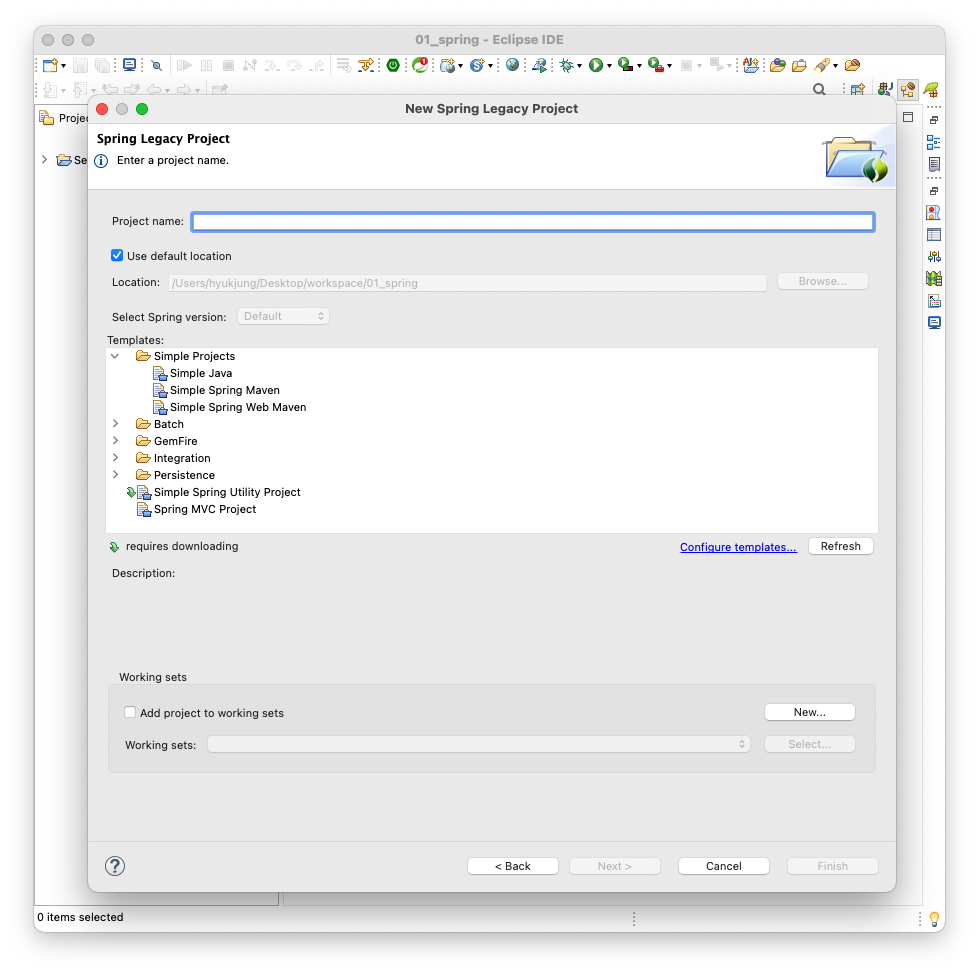 01_spring - Eclipse IDE
New Spring Legacy Project
Spring Legacy Project
Enter a project name.
Project name:
Use default location
Location: /Users/hyukjung/Desktop/workspace/01_spring Browse...
Select Spring version: Default
Templates:
Simple Projects
Simple Java
Simple Spring Maven
Simple Spring Web Maven
Batch
GemFire
Integration
Persistence
Simple Spring Utility Project
Spring MVC Project
requires downloading Configure templates... Refresh
Description:
Working sets
Add project to working sets New...
Working sets: Select...
? < Back Next > Cancel Finish
0 items selected